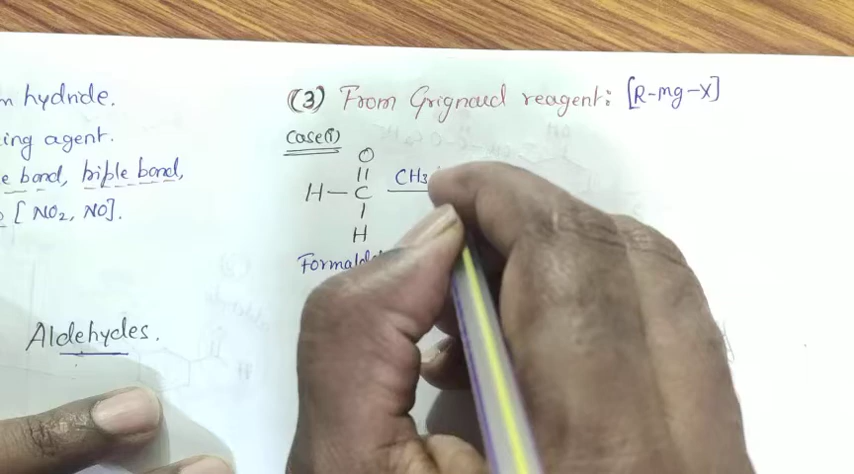 hydride.
ing agent.
e bond, triple bond,
[NO2, NO].
Aldehydes.
(3) From Grignard reagent: [R-mg-X]
Case(i)
O
||
H-C CH3
|
H